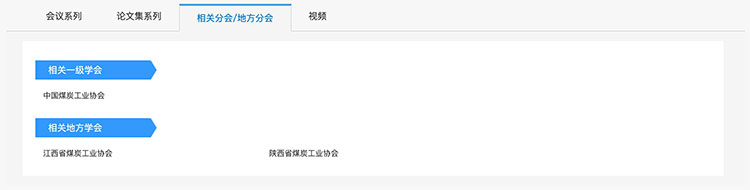 会议系列 论文集系列 相关分会/地方分会 视频
相关一级学会
中国煤炭工业协会
相关地方学会
江西省煤炭工业协会 陕西省煤炭工业协会